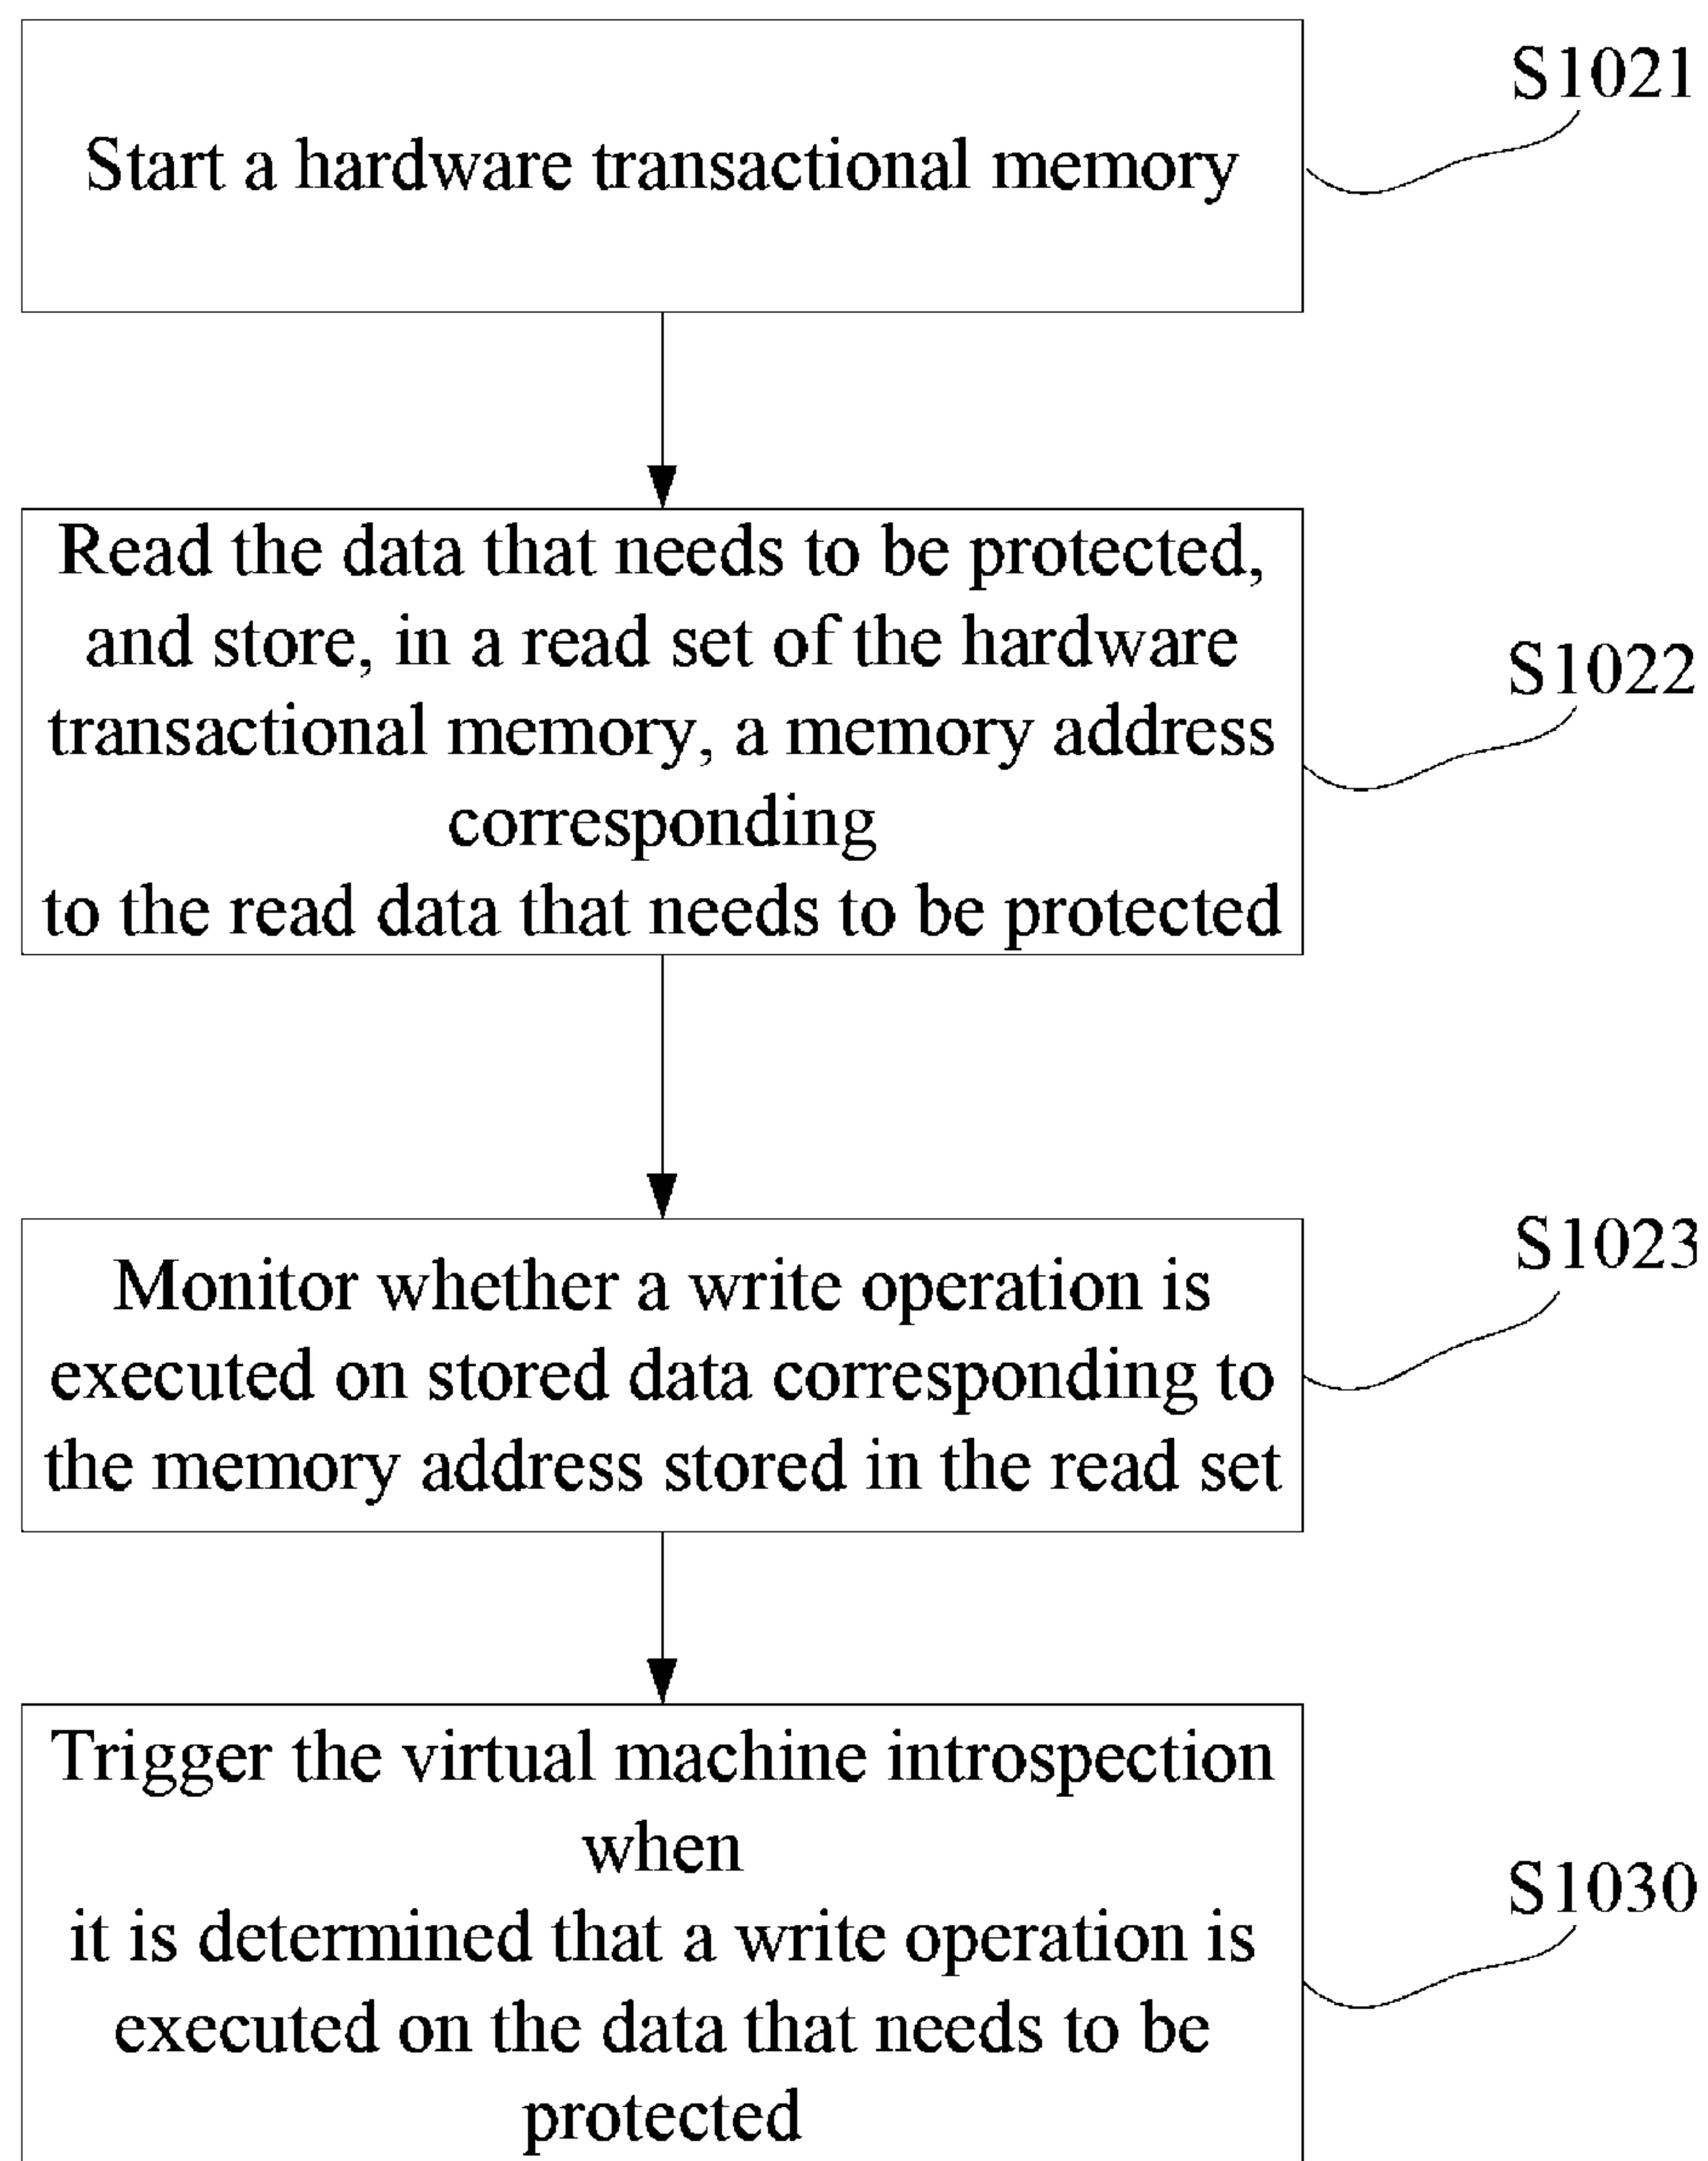 Start a hardware transactional memory
S1021
Read the data that needs to be protected,
and store, in a read set of the hardware
transactional memory, a memory address
corresponding
to the read data that needs to be protected
S1022
Monitor whether a write operation is
executed on stored data corresponding to
the memory address stored in the read set
S1023
Trigger the virtual machine introspection
when
it is determined that a write operation is
executed on the data that needs to be
protected
S1030